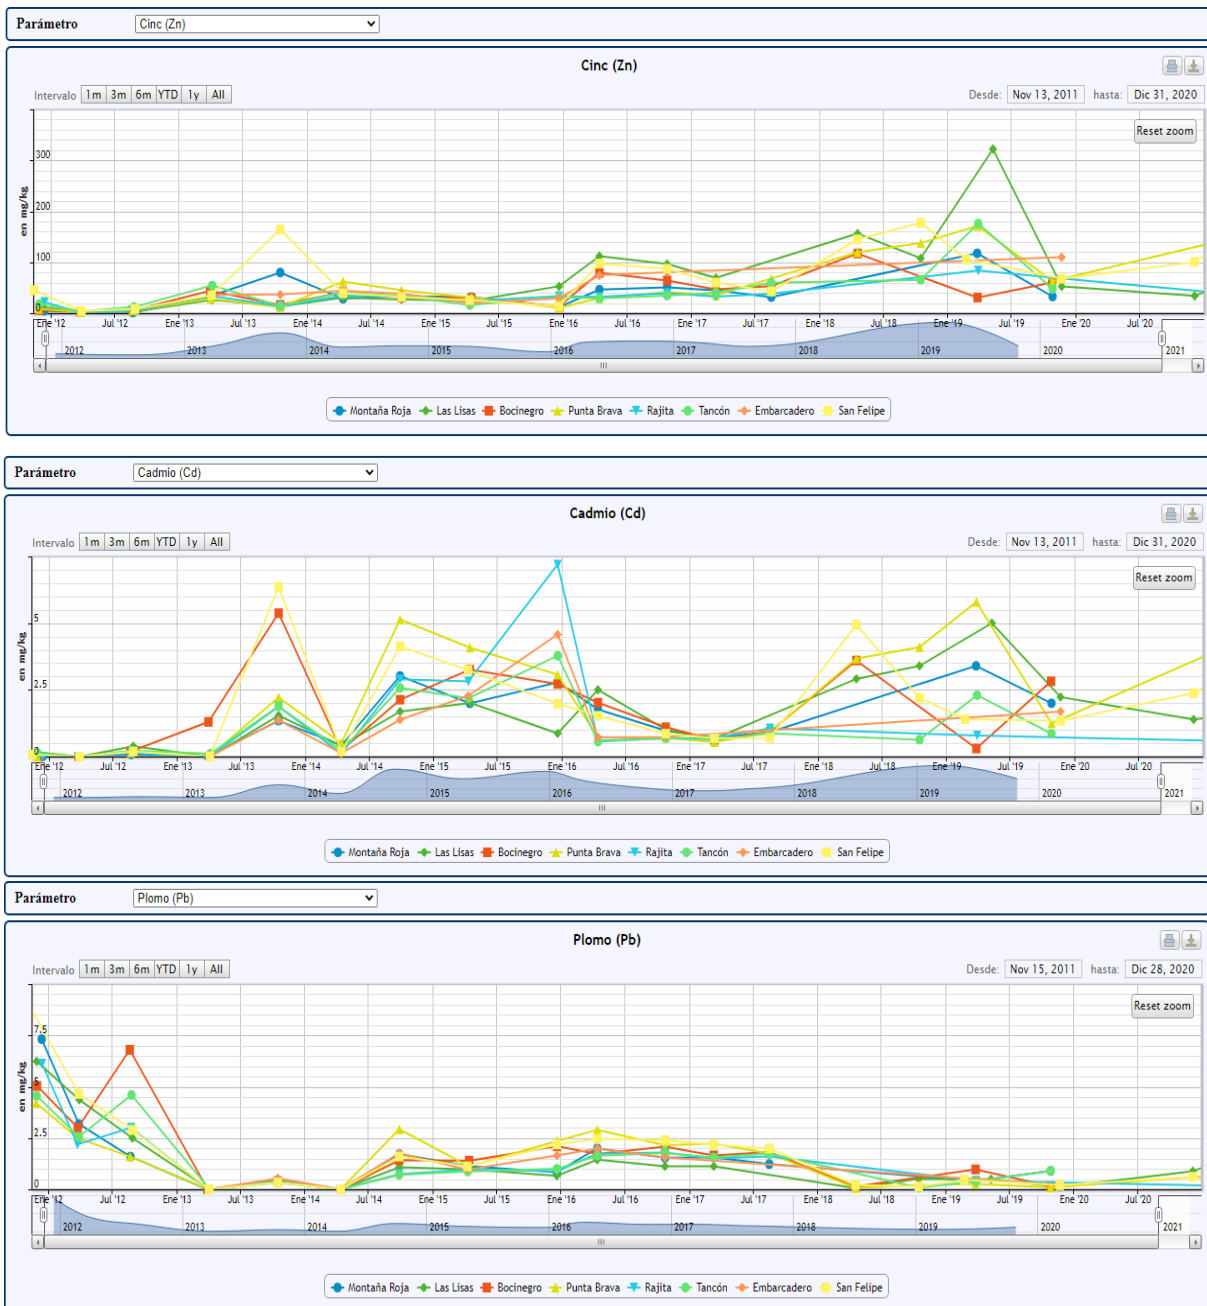 Parámetro Cinc (Zn)
Cinc (Zn)
Intervalo 1m 3m 6m YTD 1y All Desde: Nov 13, 2011 hasta: Dic 31, 2020
Reset zoom
300
200
100
0
en mg/kg
Ene '12 Jul '12 Ene '13 Jul '13 Ene '14 Jul '14 Ene '15 Jul '15 Ene '16 Jul '16 Ene '17 Jul '17 Ene '18 Jul '18 Ene '19 Jul '19 Ene '20 Jul '20
2012 2013 2014 2015 2016 2017 2018 2019 2020 2021
Montaña Roja Las Lisas Bocinegro Punta Brava Rajita Tancón Embarcadero San Felipe
Parámetro Cadmio (Cd)
Cadmio (Cd)
Intervalo 1m 3m 6m YTD 1y All Desde: Nov 13, 2011 hasta: Dic 31, 2020
Reset zoom
5
2.5
0
en mg/kg
Ene '12 Jul '12 Ene '13 Jul '13 Ene '14 Jul '14 Ene '15 Jul '15 Ene '16 Jul '16 Ene '17 Jul '17 Ene '18 Jul '18 Ene '19 Jul '19 Ene '20 Jul '20
2012 2013 2014 2015 2016 2017 2018 2019 2020 2021
Montaña Roja Las Lisas Bocinegro Punta Brava Rajita Tancón Embarcadero San Felipe
Parámetro Plomo (Pb)
Plomo (Pb)
Intervalo 1m 3m 6m YTD 1y All Desde: Nov 15, 2011 hasta: Dic 28, 2020
Reset zoom
7.5
5
2.5
0
en mg/kg
Ene '12 Jul '12 Ene '13 Jul '13 Ene '14 Jul '14 Ene '15 Jul '15 Ene '16 Jul '16 Ene '17 Jul '17 Ene '18 Jul '18 Ene '19 Jul '19 Ene '20 Jul '20
2012 2013 2014 2015 2016 2017 2018 2019 2020 2021
Montaña Roja Las Lisas Bocinegro Punta Brava Rajita Tancón Embarcadero San Felipe